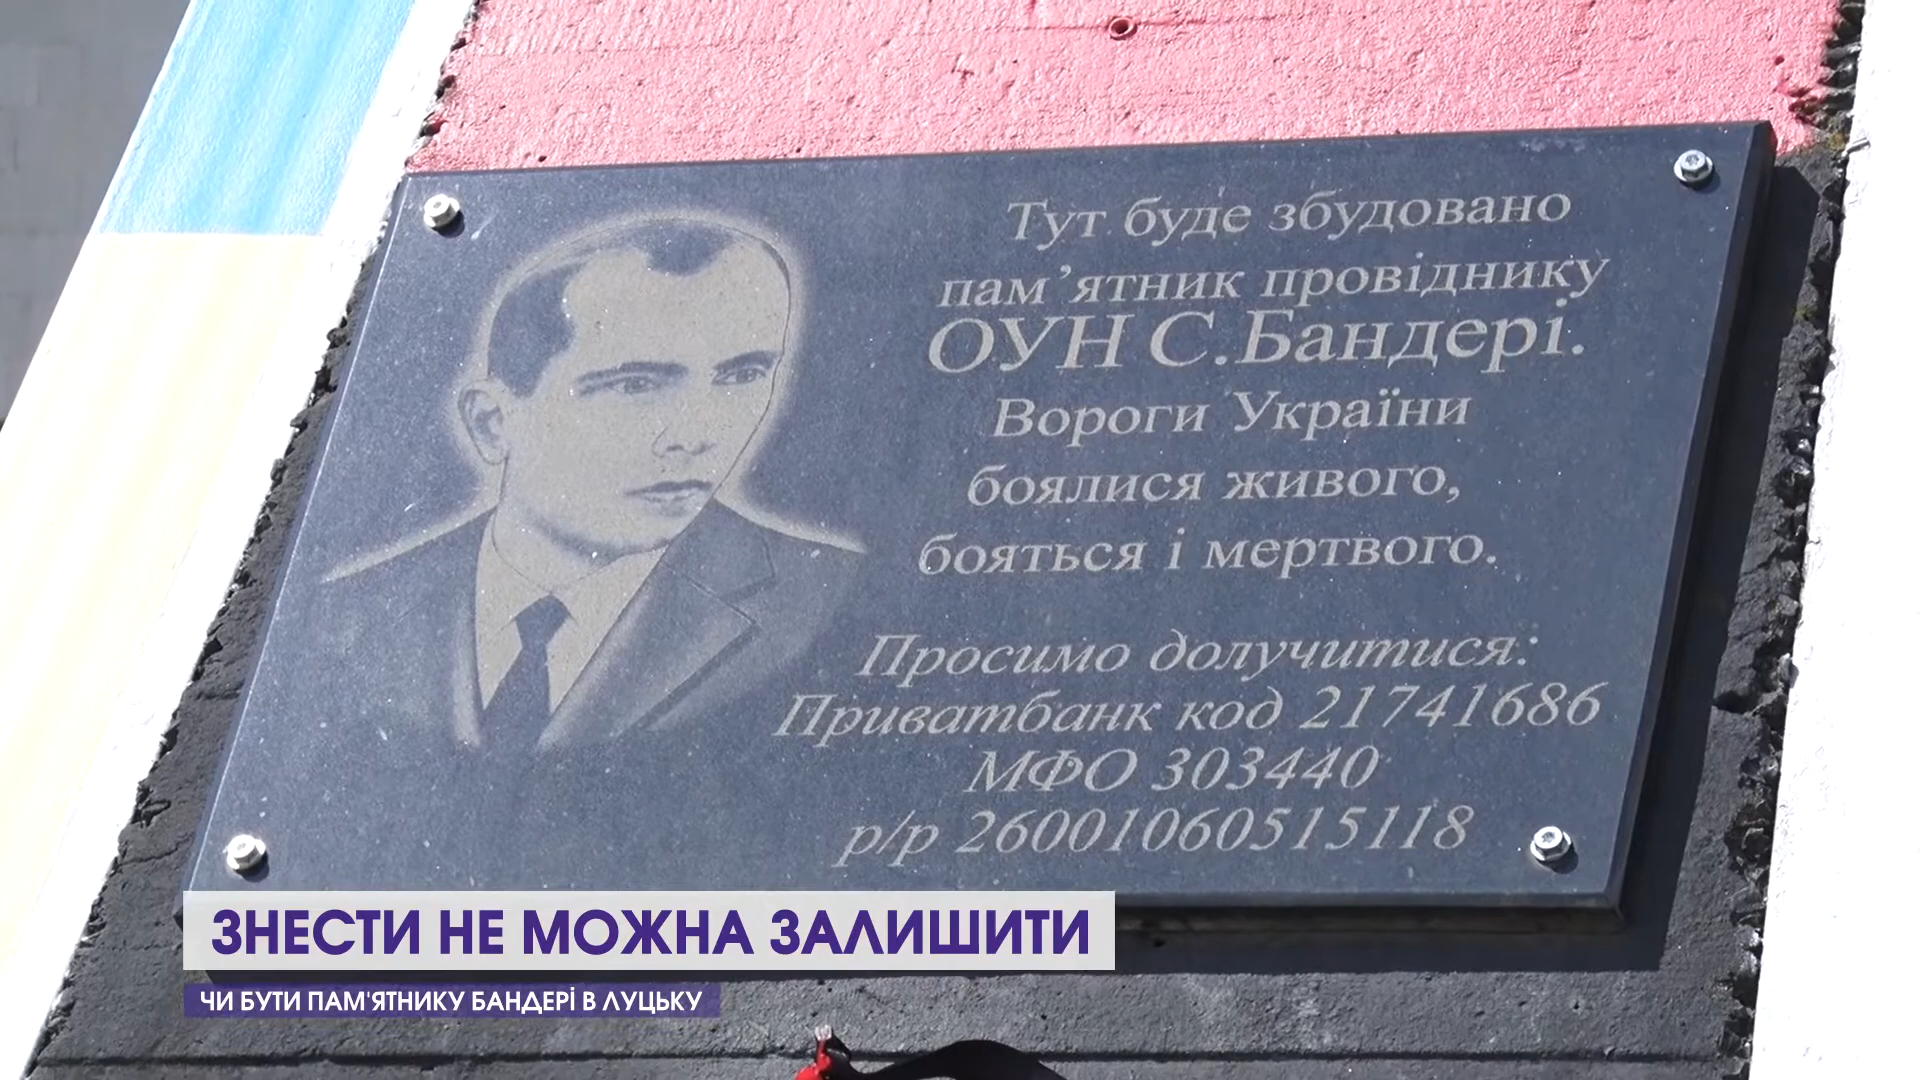 Тут буде збудовано
пам’ятник провіднику
ОУН С.Бандері.
Вороги України
боялися живого,
бояться і мертвого.
Просимо долучитися:
Приватбанк код 21741686
МФО 303440
р/р 26001060515118
ЗНЕСТИ НЕ МОЖНА ЗАЛИШИТИ
ЧИ БУТИ ПАМ'ЯТНИКУ БАНДЕРІ В ЛУЦЬКУ